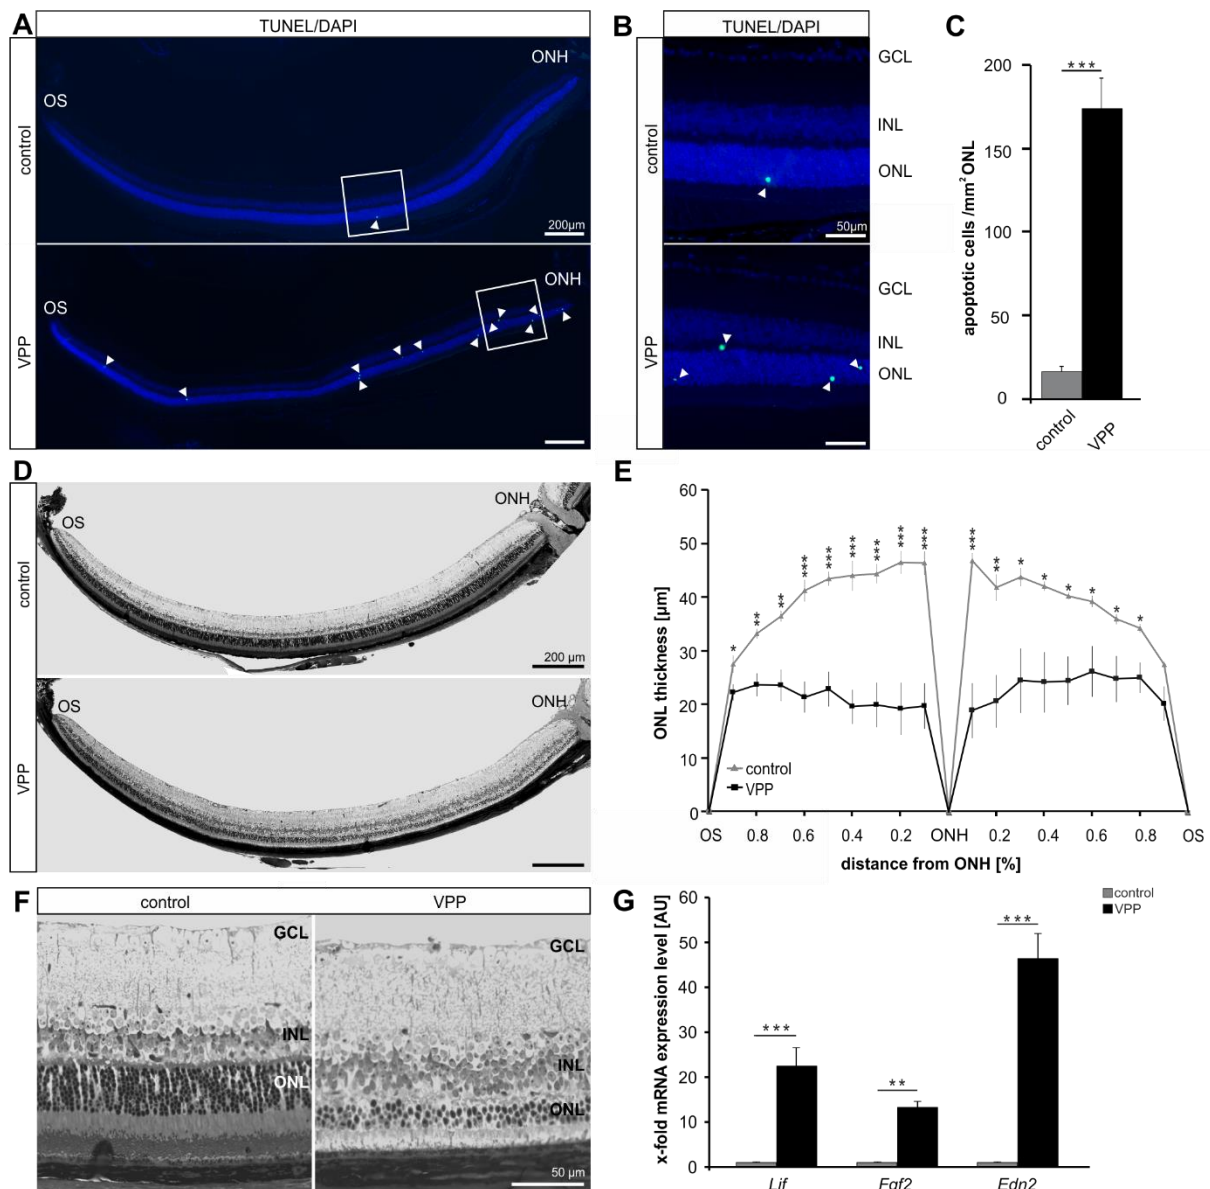 A
TUNEL/DAPI
control
OS
ONH
200µm
VPP
OS
ONH
B
TUNEL/DAPI
control
GCL
INL
ONL
50µm
VPP
GCL
INL
ONL
C
apoptotic cells /mm² ONL
200
150
100
50
0
***
control
VPP
D
control
OS
ONH
200 µm
VPP
OS
ONH
E
ONL thickness [µm]
60
50
40
30
20
10
0
* ** ** *** *** *** *** *** *** *** ** * * * * * *
control
VPP
OS 0.8 0.6 0.4 0.2 ONH 0.2 0.4 0.6 0.8 OS
distance from ONH [%]
F
control
VPP
GCL
INL
ONL
GCL
INL
ONL
50 µm
G
control
VPP
x-fold mRNA expression level [AU]
60
50
40
30
20
10
0
*** ** ***
Lif Fgf2 Edn2